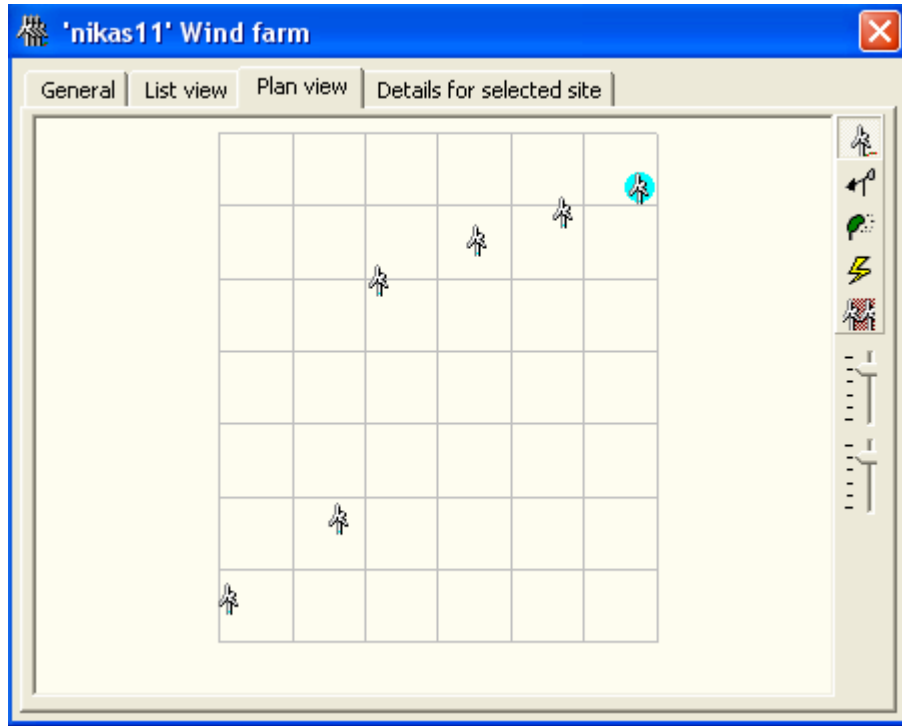 'nikas11' Wind farm
General List view Plan view Details for selected site